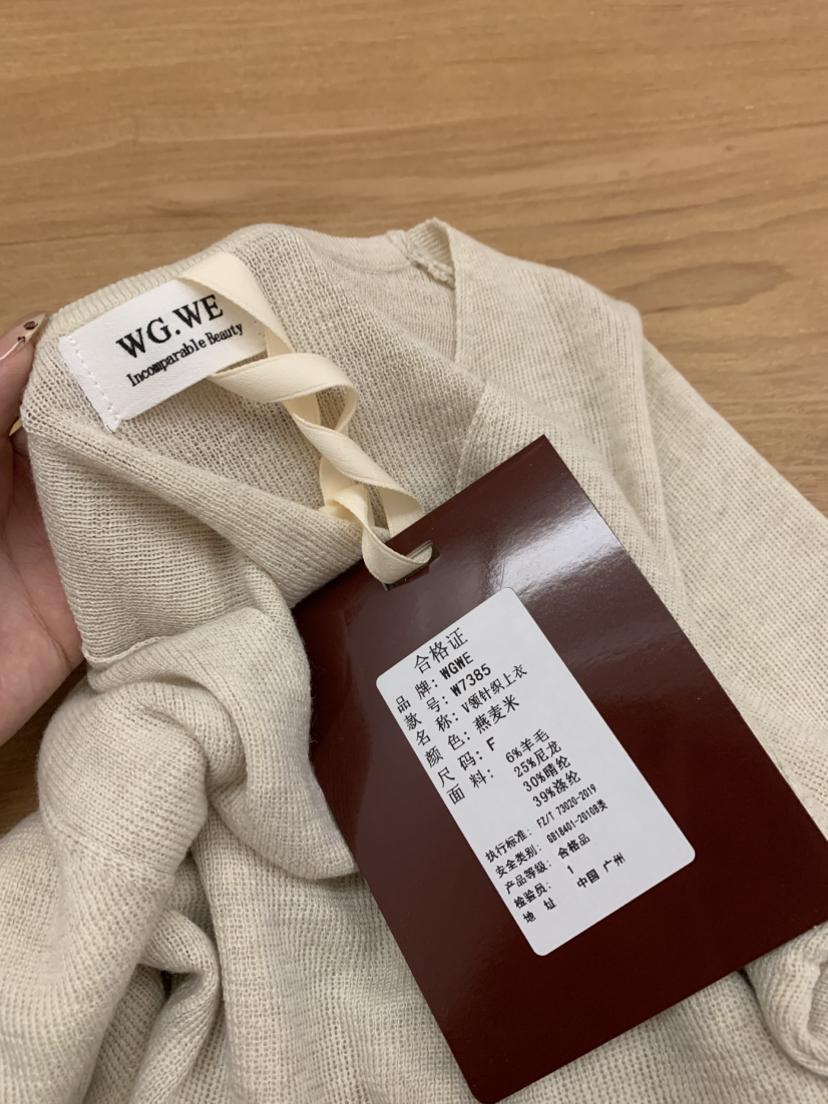 WG.WE
Incomparable Beauty
合格证
品 牌: WGWE
款 号: W7385
名 称: V领针织上衣
颜 色: 燕麦米
尺 码: F
面 料: 6%羊毛
25%尼龙
30%晴纶
39%涤纶
执行标准: FZ/T 73020-2019
安全类别: GB18401-2010B类
产品等级: 合格品
检验员: 1
地 址 中国 广州